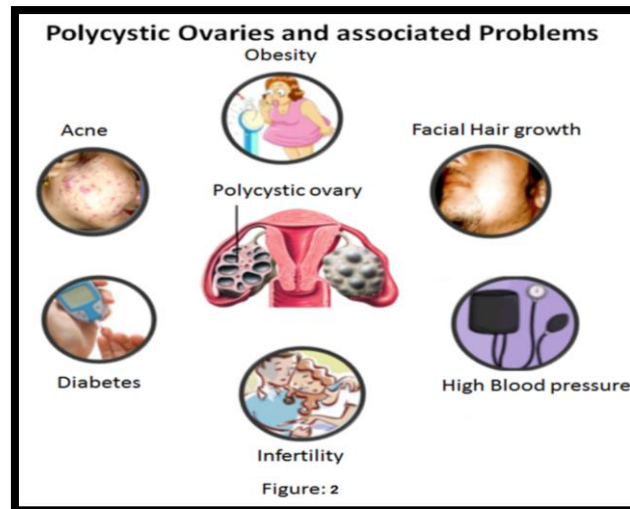 Polycystic Ovaries and associated Problems
Obesity
Acne
Facial Hair growth
Polycystic ovary
Diabetes
High Blood pressure
Infertility
Figure: 2